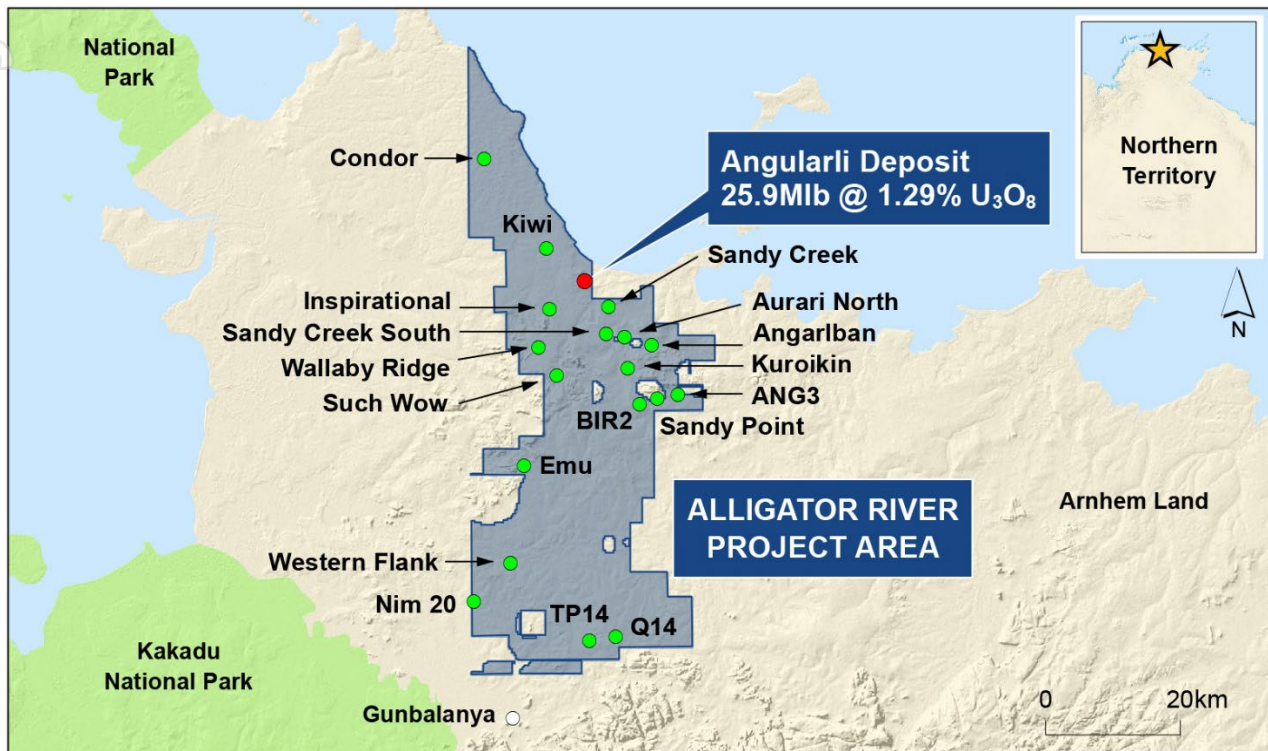 National
Park
Northern
Territory
Condor
Angularli Deposit
25.9Mlb @ 1.29% U₃O₈
Kiwi
Sandy Creek
Inspirational
Aurari North
Sandy Creek South
Angarlban
N
Wallaby Ridge
Kuroikin
Such Wow
ANG3
BIR2
Sandy Point
Emu
ALLIGATOR RIVER
PROJECT AREA
Arnhem Land
Western Flank
Nim 20
TP14
Q14
Kakadu
National Park
Gunbalanya
0 20km